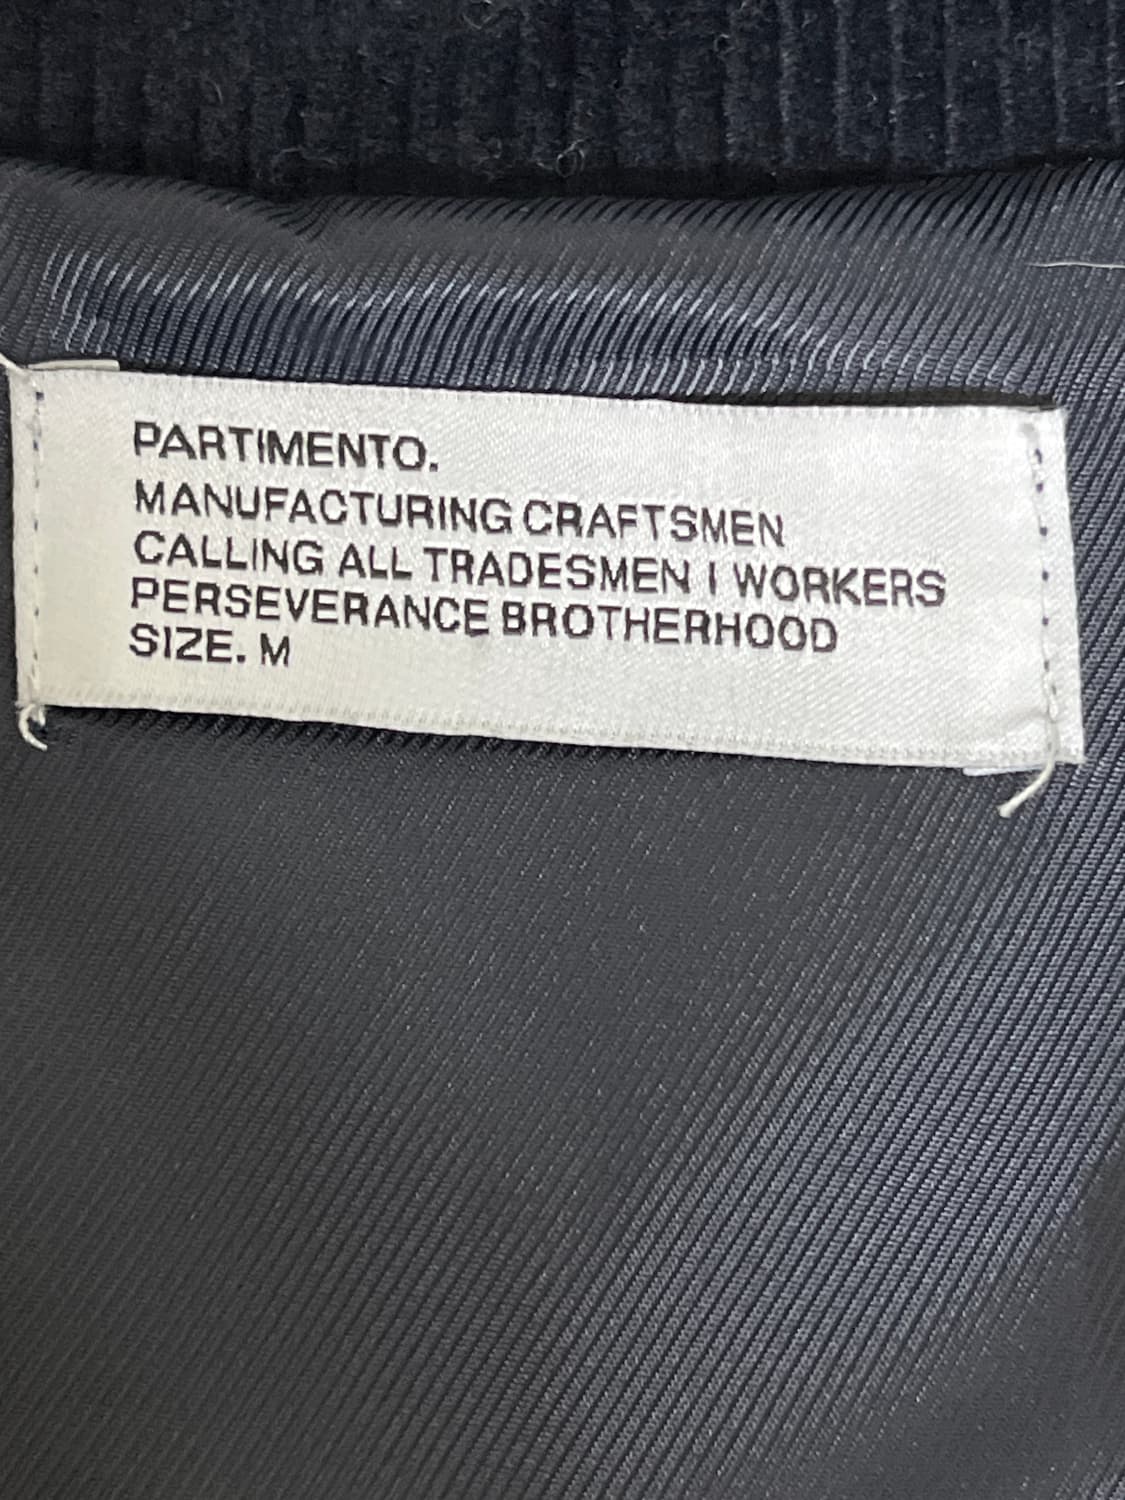 PARTIMENTO.
MANUFACTURING CRAFTSMEN
CALLING ALL TRADESMEN I WORKERS
PERSEVERANCE BROTHERHOOD
SIZE. M